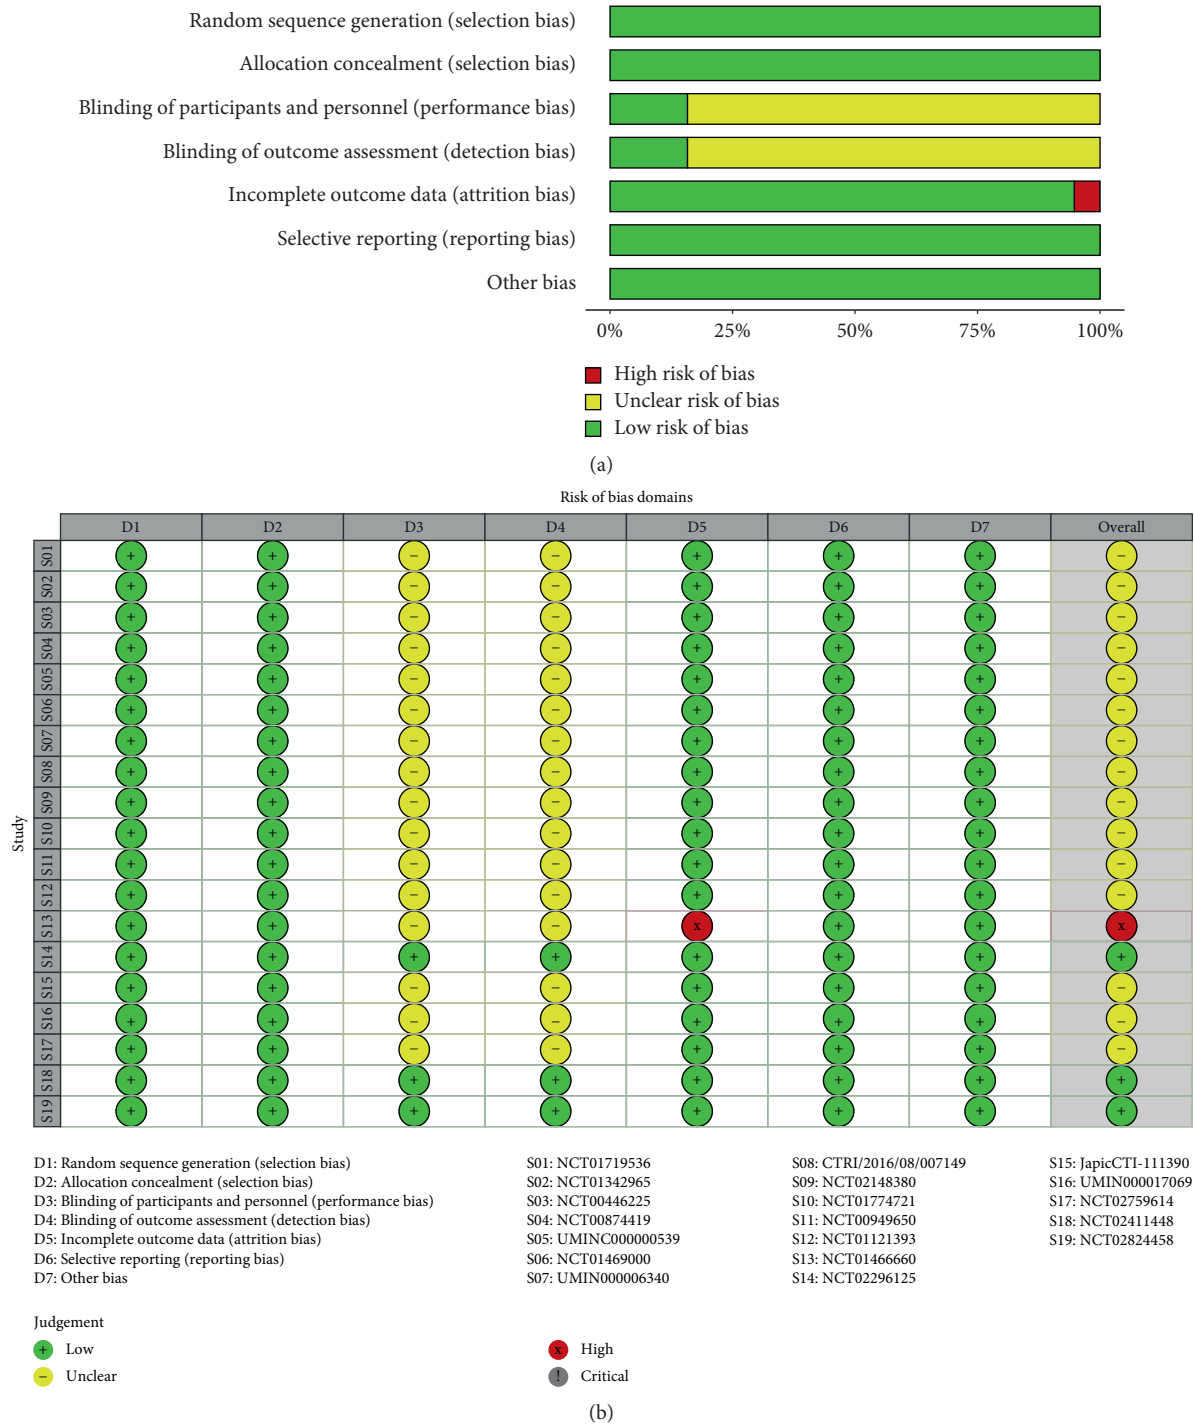 Random sequence generation (selection bias)
Allocation concealment (selection bias)
Blinding of participants and personnel (performance bias)
Blinding of outcome assessment (detection bias)
Incomplete outcome data (attrition bias)
Selective reporting (reporting bias)
Other bias
0% 25% 50% 75% 100%
High risk of bias
Unclear risk of bias
Low risk of bias
(a)
Risk of bias domains
D1 D2 D3 D4 D5 D6 D7 Overall
Study
S01 + + − − + + + −
S02 + + − − + + + −
S03 + + − − + + + −
S04 + + − − + + + −
S05 + + − − + + + −
S06 + + − − + + + −
S07 + + − − + + + −
S08 + + − − + + + −
S09 + + − − + + + −
S10 + + − − + + + −
S11 + + − − + + + −
S12 + + − − + + + −
S13 + + − − x + + x
S14 + + + + + + + +
S15 + + − − + + + −
S16 + + − − + + + −
S17 + + − − + + + −
S18 + + + + + + + +
S19 + + + + + + + +
D1: Random sequence generation (selection bias)
D2: Allocation concealment (selection bias)
D3: Blinding of participants and personnel (performance bias)
D4: Blinding of outcome assessment (detection bias)
D5: Incomplete outcome data (attrition bias)
D6: Selective reporting (reporting bias)
D7: Other bias
S01: NCT01719536
S02: NCT01342965
S03: NCT00446225
S04: NCT00874419
S05: UMINC000000539
S06: NCT01469000
S07: UMIN000006340
S08: CTRI/2016/08/007149
S09: NCT02148380
S10: NCT01774721
S11: NCT00949650
S12: NCT01121393
S13: NCT01466660
S14: NCT02296125
S15: JapicCTI-111390
S16: UMIN000017069
S17: NCT02759614
S18: NCT02411448
S19: NCT02824458
Judgement
+ Low
− Unclear
x High
! Critical
(b)